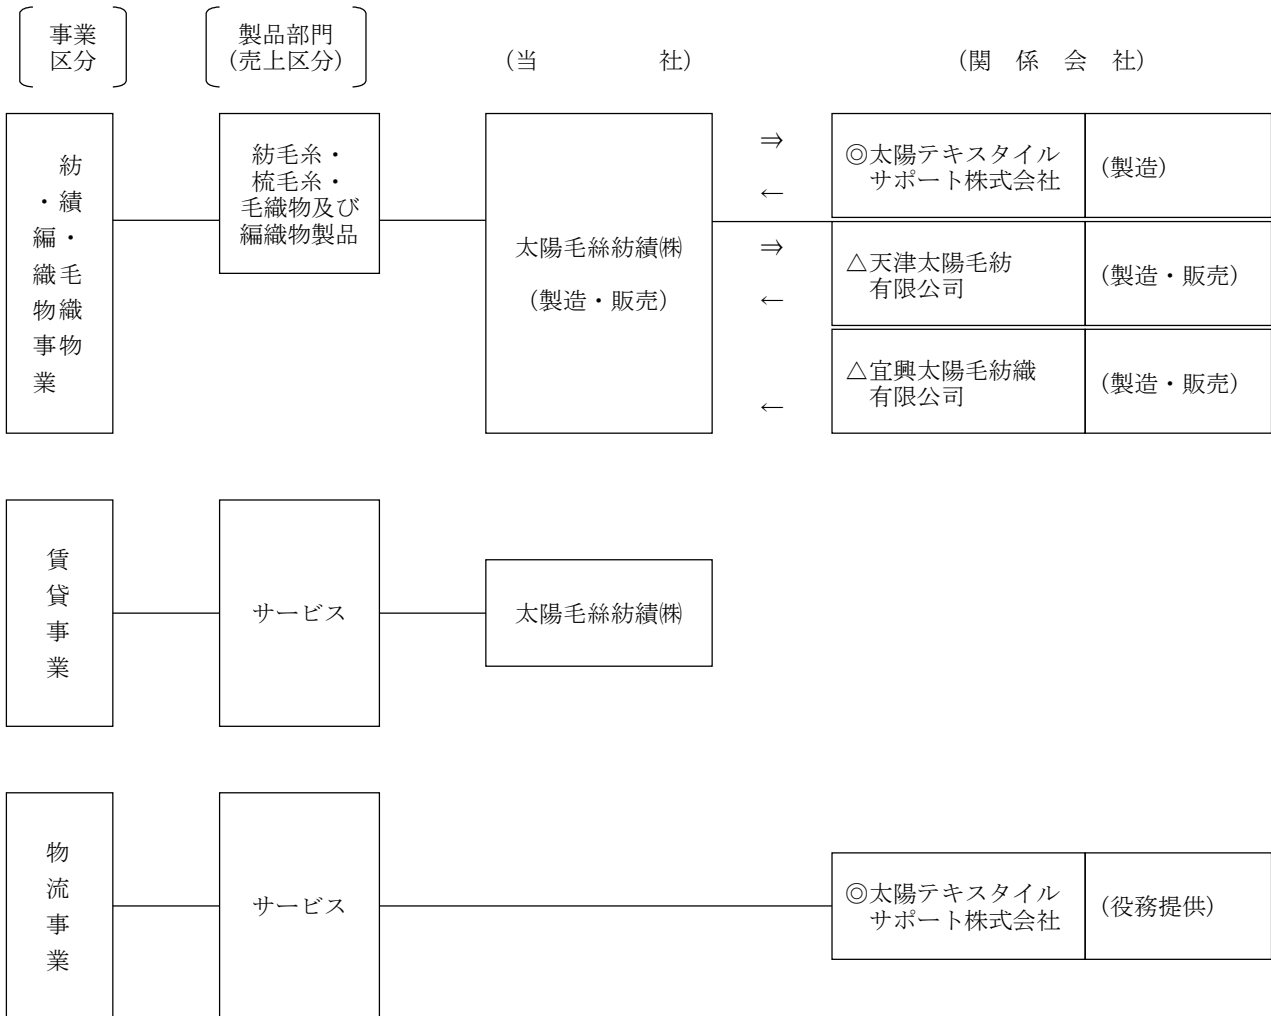 事業
区分
製品部門
(売上区分)
(当　　　　　社)
(関　係　会　社)
紡績・毛織物
・編織物事業
紡毛糸・
梳毛糸・
毛織物及び
編織物製品
太陽毛絲紡績㈱
(製造・販売)
⇒
←
◎太陽テキスタイル
サポート株式会社
(製造)
⇒
←
△天津太陽毛紡
有限公司
(製造・販売)
←
△宜興太陽毛紡織
有限公司
(製造・販売)
賃貸事業
サービス
太陽毛絲紡績㈱
物流事業
サービス
◎太陽テキスタイル
サポート株式会社
(役務提供)